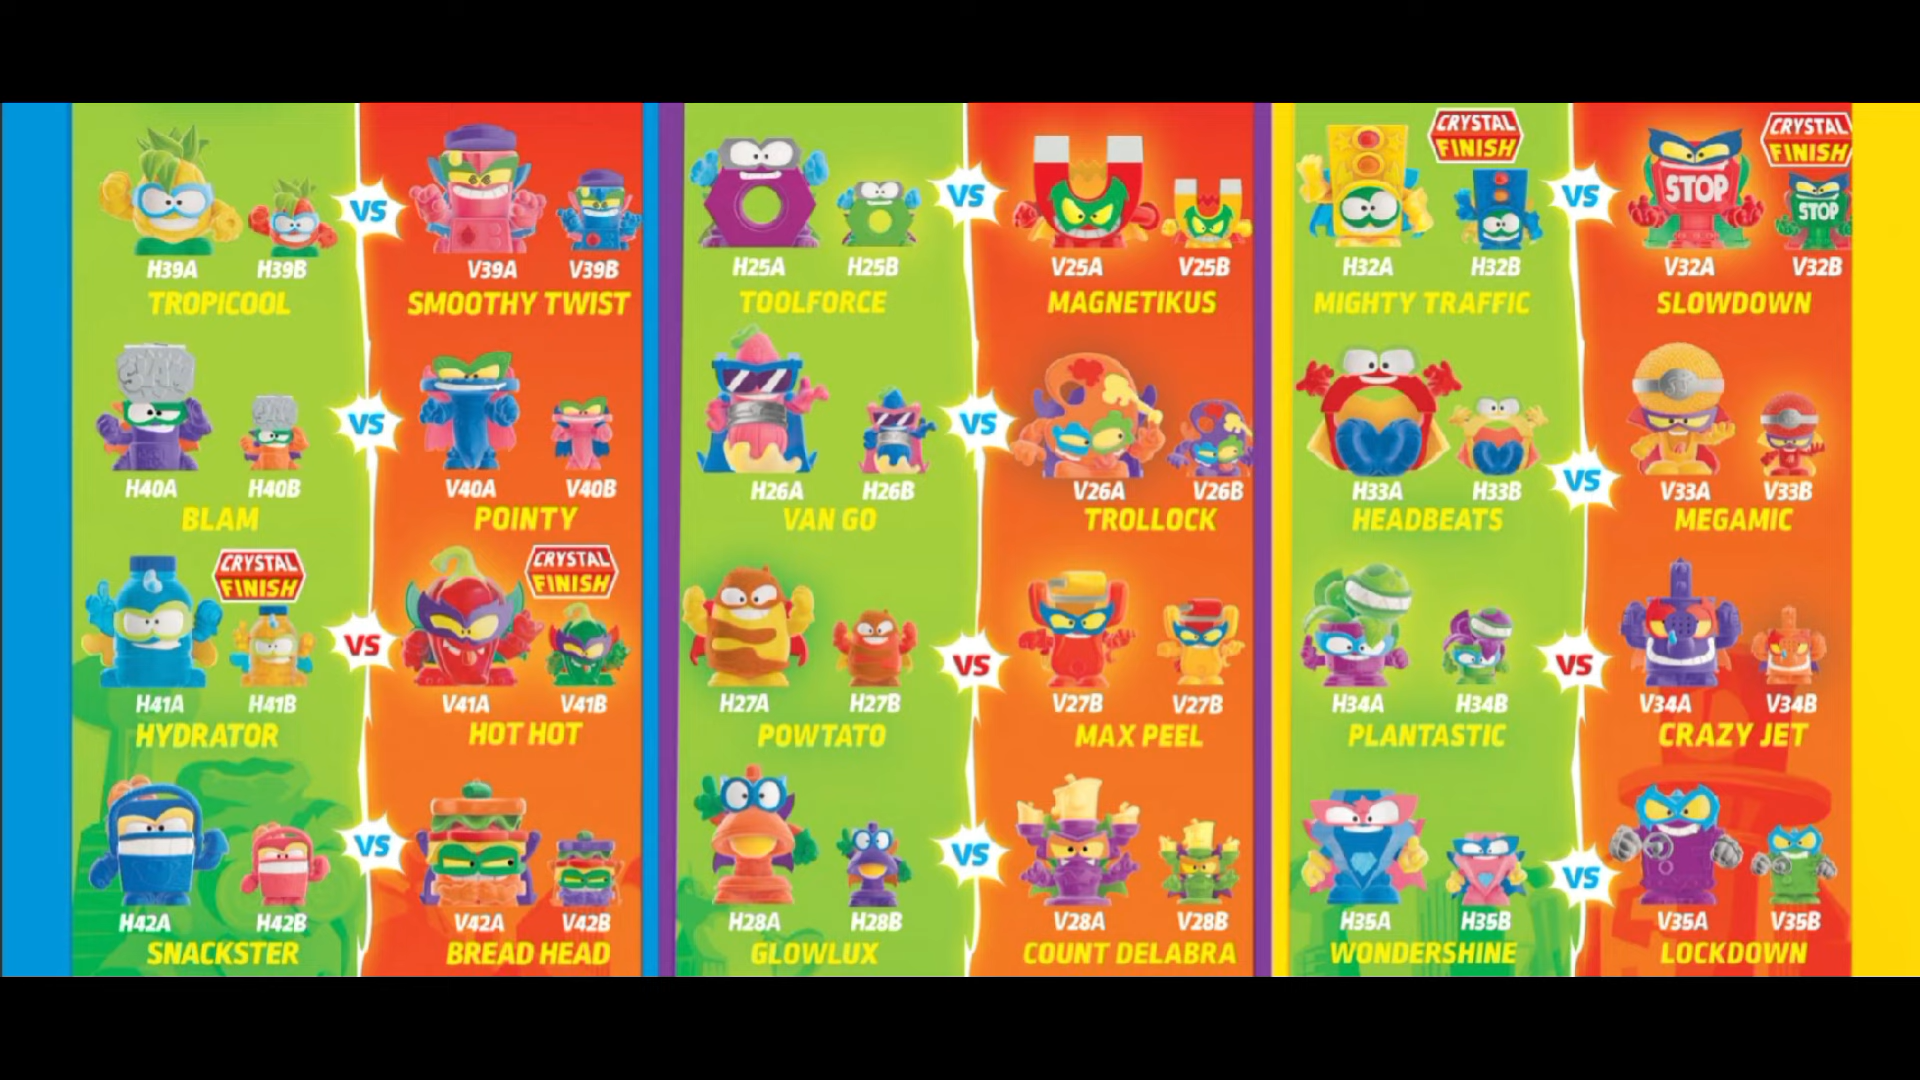 H39A H39B
TROPICOOL
VS
V39A V39B
SMOOTHY TWIST
SLAM
H40A H40B
BLAM
VS
V40A V40B
POINTY
CRYSTAL
FINISH
H41A H41B
HYDRATOR
VS
CRYSTAL
FINISH
V41A V41B
HOT HOT
H42A H42B
SNACKSTER
VS
V42A V42B
BREAD HEAD
H25A H25B
TOOLFORCE
VS
V25A V25B
MAGNETIKUS
H26A H26B
VAN GO
VS
V26A V26B
TROLLOCK
H27A H27B
POWTATO
VS
V27B V27B
MAX PEEL
H28A H28B
GLOWLUX
VS
V28A V28B
COUNT DELABRA
CRYSTAL
FINISH
H32A H32B
MIGHTY TRAFFIC
VS
CRYSTAL
FINISH
STOP
STOP
V32A V32B
SLOWDOWN
H33A H33B
HEADBEATS
VS
V33A V33B
MEGAMIC
H34A H34B
PLANTASTIC
VS
V34A V34B
CRAZY JET
H35A H35B
WONDERSHINE
VS
V35A V35B
LOCKDOWN